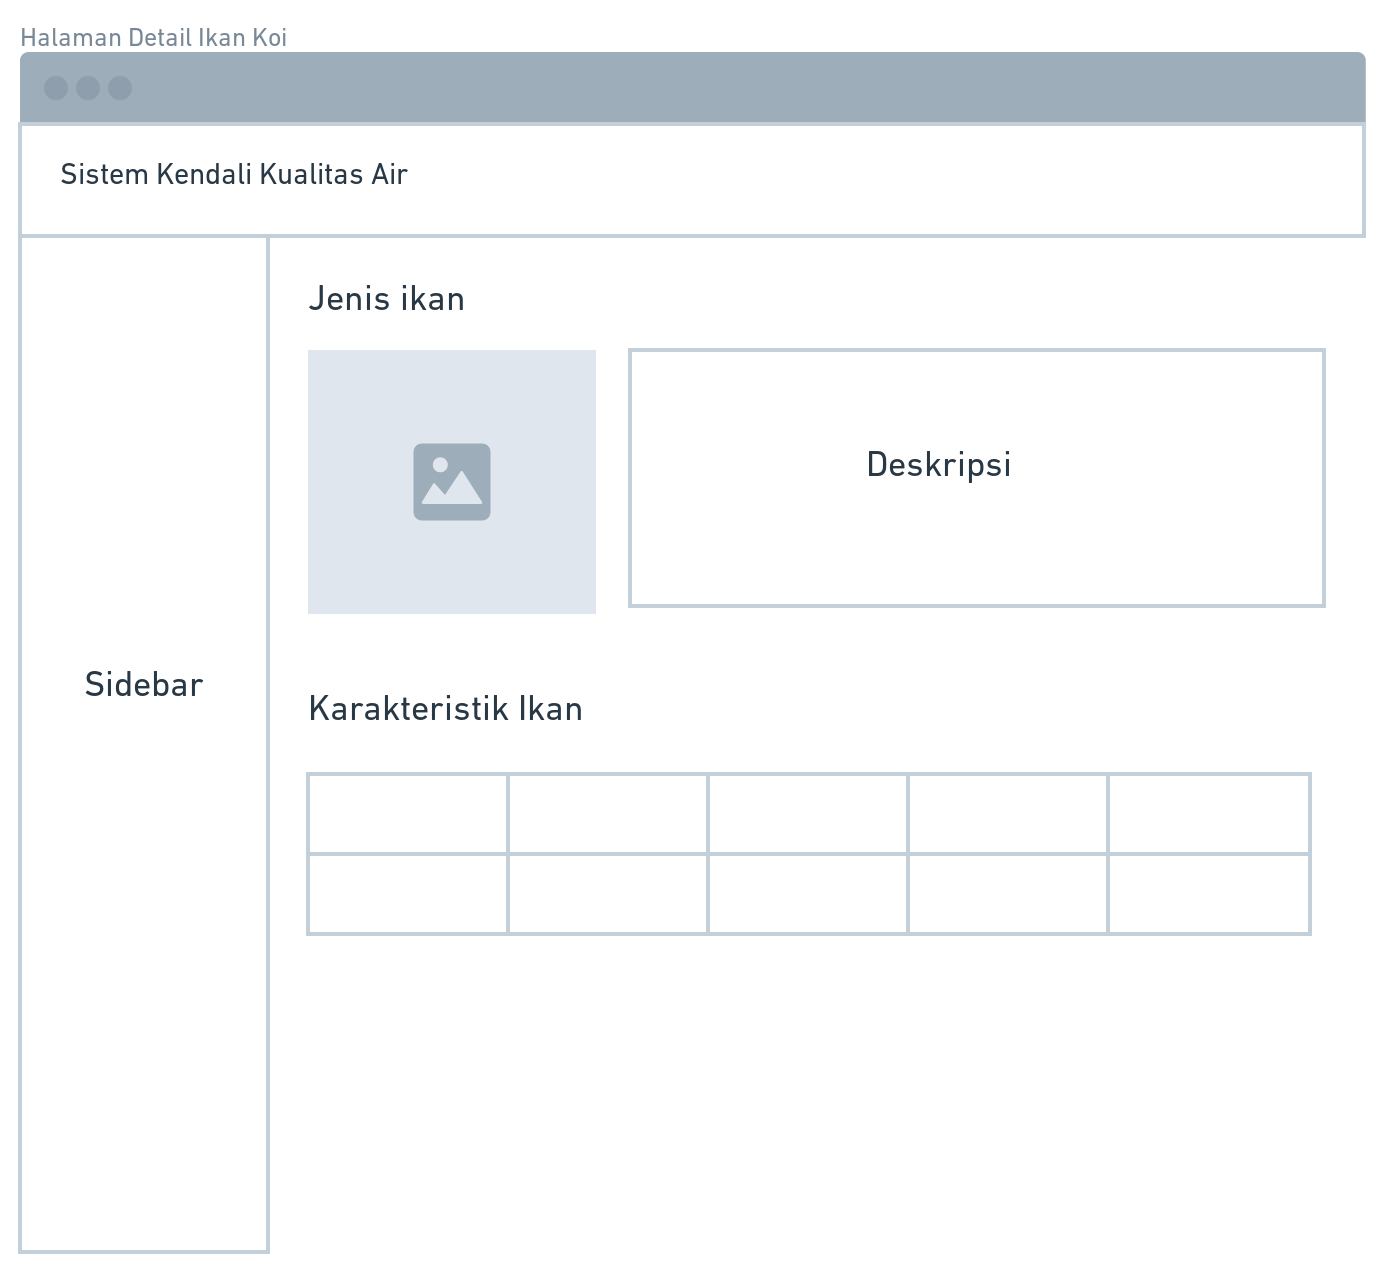 Halaman Detail Ikan Koi
Sistem Kendali Kualitas Air
Jenis ikan
Deskripsi
Sidebar
Karakteristik Ikan